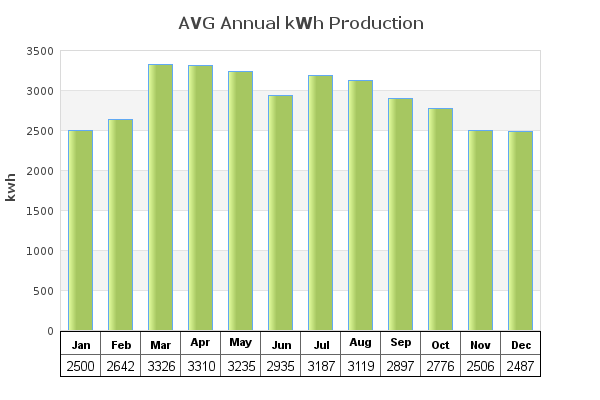 AVG Annual kWh Production
3500
3000
2500
2000
1500
1000
500
0
kwh
Jan Feb Mar Apr May Jun Jul Aug Sep Oct Nov Dec
2500 2642 3326 3310 3235 2935 3187 3119 2897 2776 2506 2487